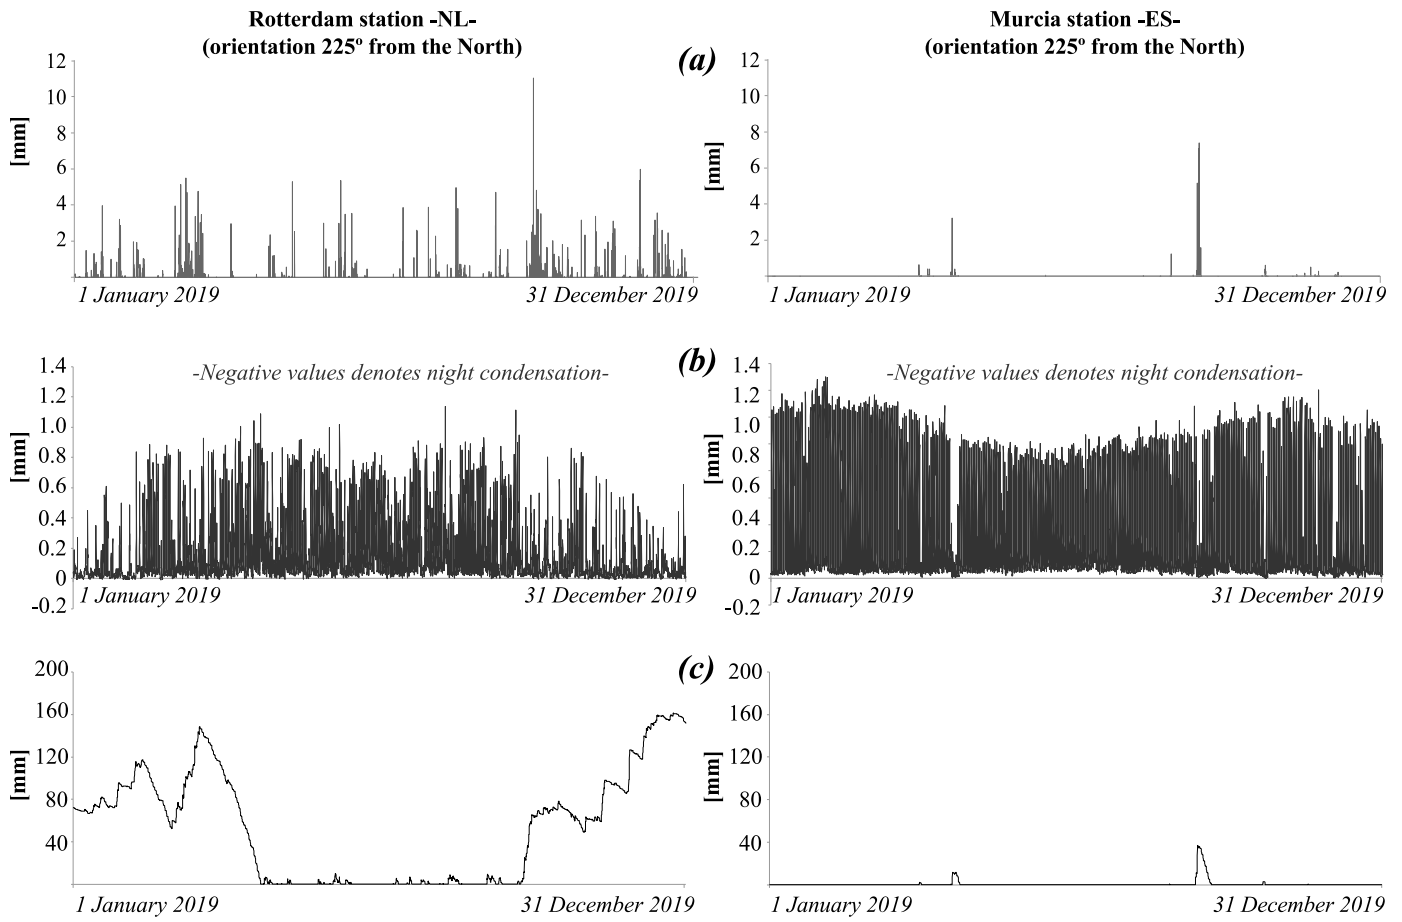 Rotterdam station -NL-
(orientation 225º from the North)
Murcia station -ES-
(orientation 225º from the North)
(a)
[mm]
12
10
8
6
4
2
1 January 2019
31 December 2019
[mm]
12
10
8
6
4
2
1 January 2019
31 December 2019
(b)
[mm]
1.4
1.2
1.0
0.8
0.6
0.4
0.2
0
-0.2
-Negative values denotes night condensation-
1 January 2019
31 December 2019
[mm]
1.4
1.2
1.0
0.8
0.6
0.4
0.2
0
-0.2
-Negative values denotes night condensation-
1 January 2019
31 December 2019
(c)
[mm]
200
160
120
80
40
1 January 2019
31 December 2019
[mm]
200
160
120
80
40
1 January 2019
31 December 2019